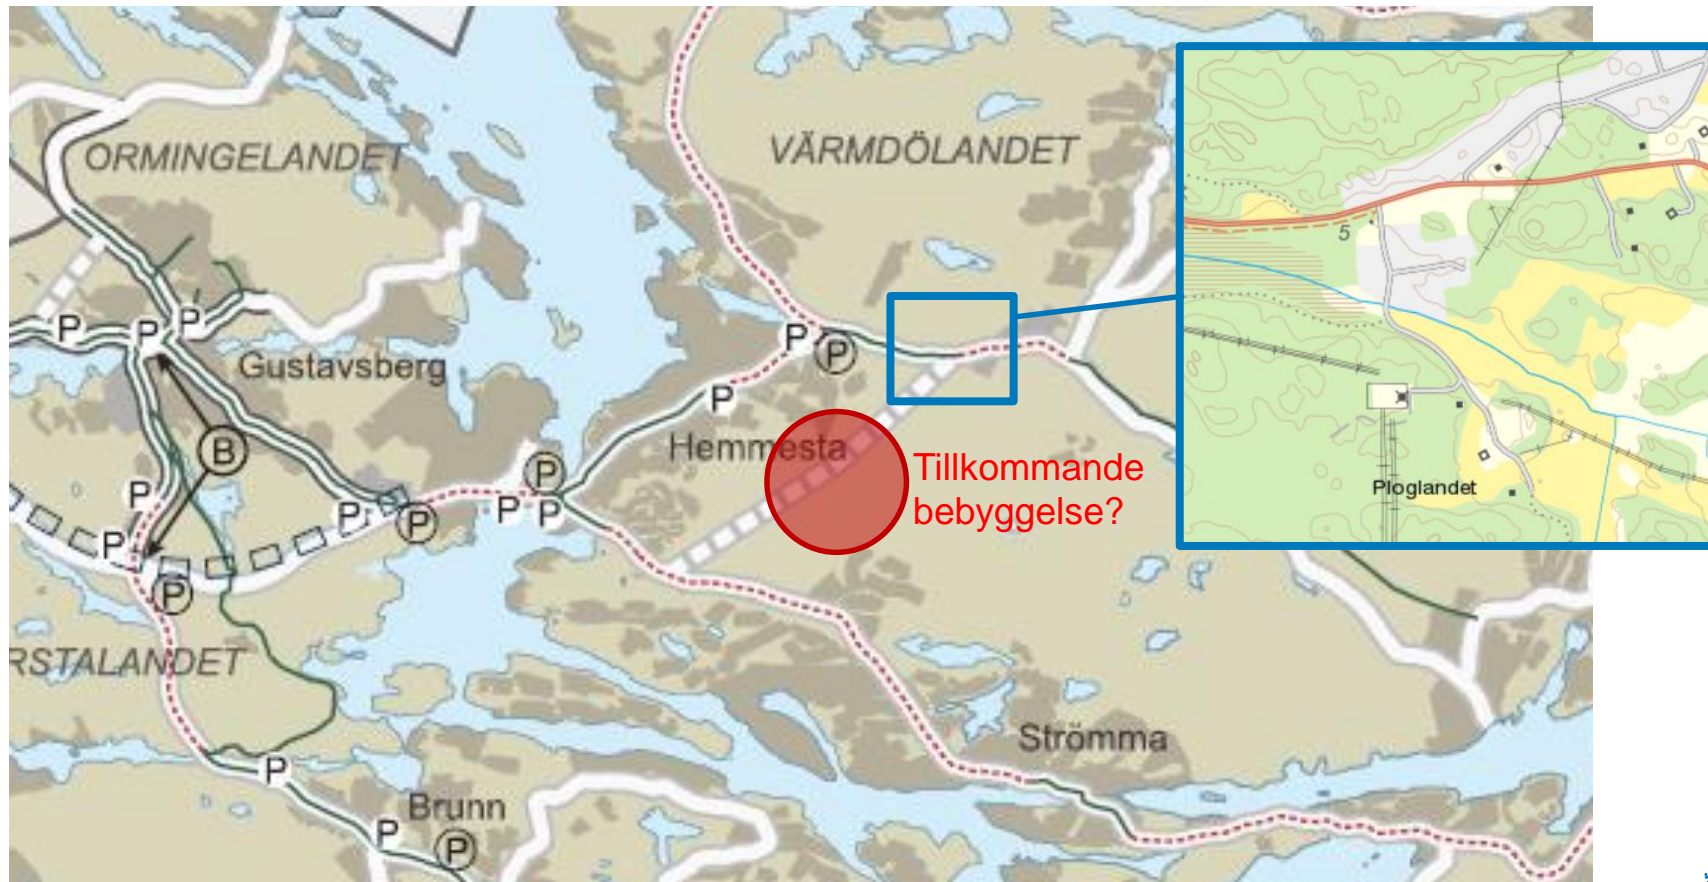 ORMINGELANDET
VÄRMDÖLANDET
5
P
P
P
P
P
Gustavsberg
P
B
Hemmesta
Tillkommande
bebyggelse?
Ploglandet
P
P
P
P
P
P
P
P
P
RSTALANDET
Strömma
P
Brunn
P
P